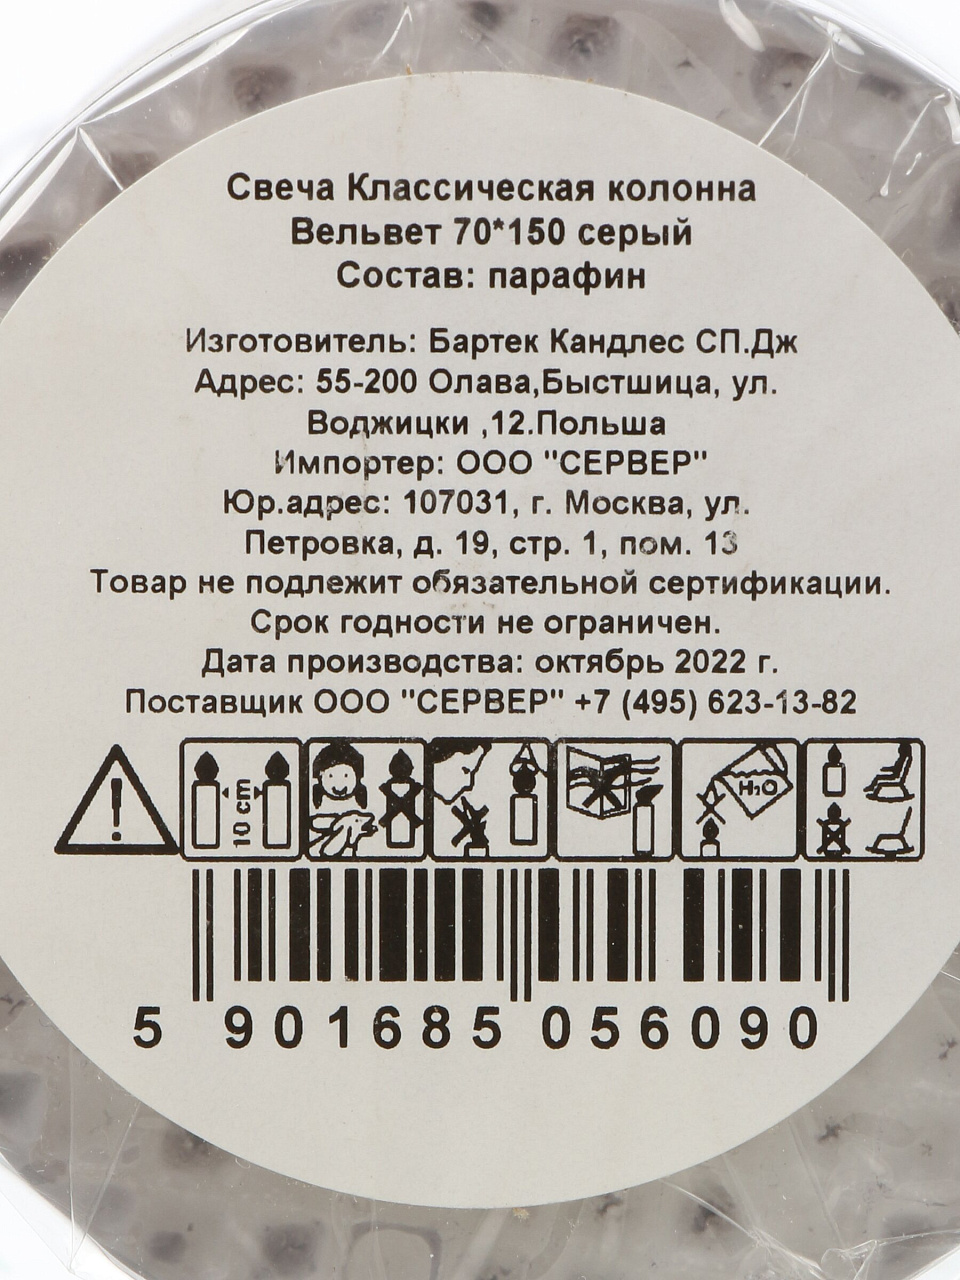 Свеча Классическая колонна
Вельвет 70*150 серый
Состав: парафин
Изготовитель: Бартек Кандлес СП.Дж
Адрес: 55-200 Олава,Быстшица, ул.
Воджицки ,12.Польша
Импортер: ООО "СЕРВЕР"
Юр.адрес: 107031, г. Москва, ул.
Петровка, д. 19, стр. 1, пом. 13
Товар не подлежит обязательной сертификации.
Срок годности не ограничен.
Дата производства: октябрь 2022 г.
Поставщик ООО "СЕРВЕР" +7 (495) 623-13-82
10 cm
H₂O
5 901685 056090